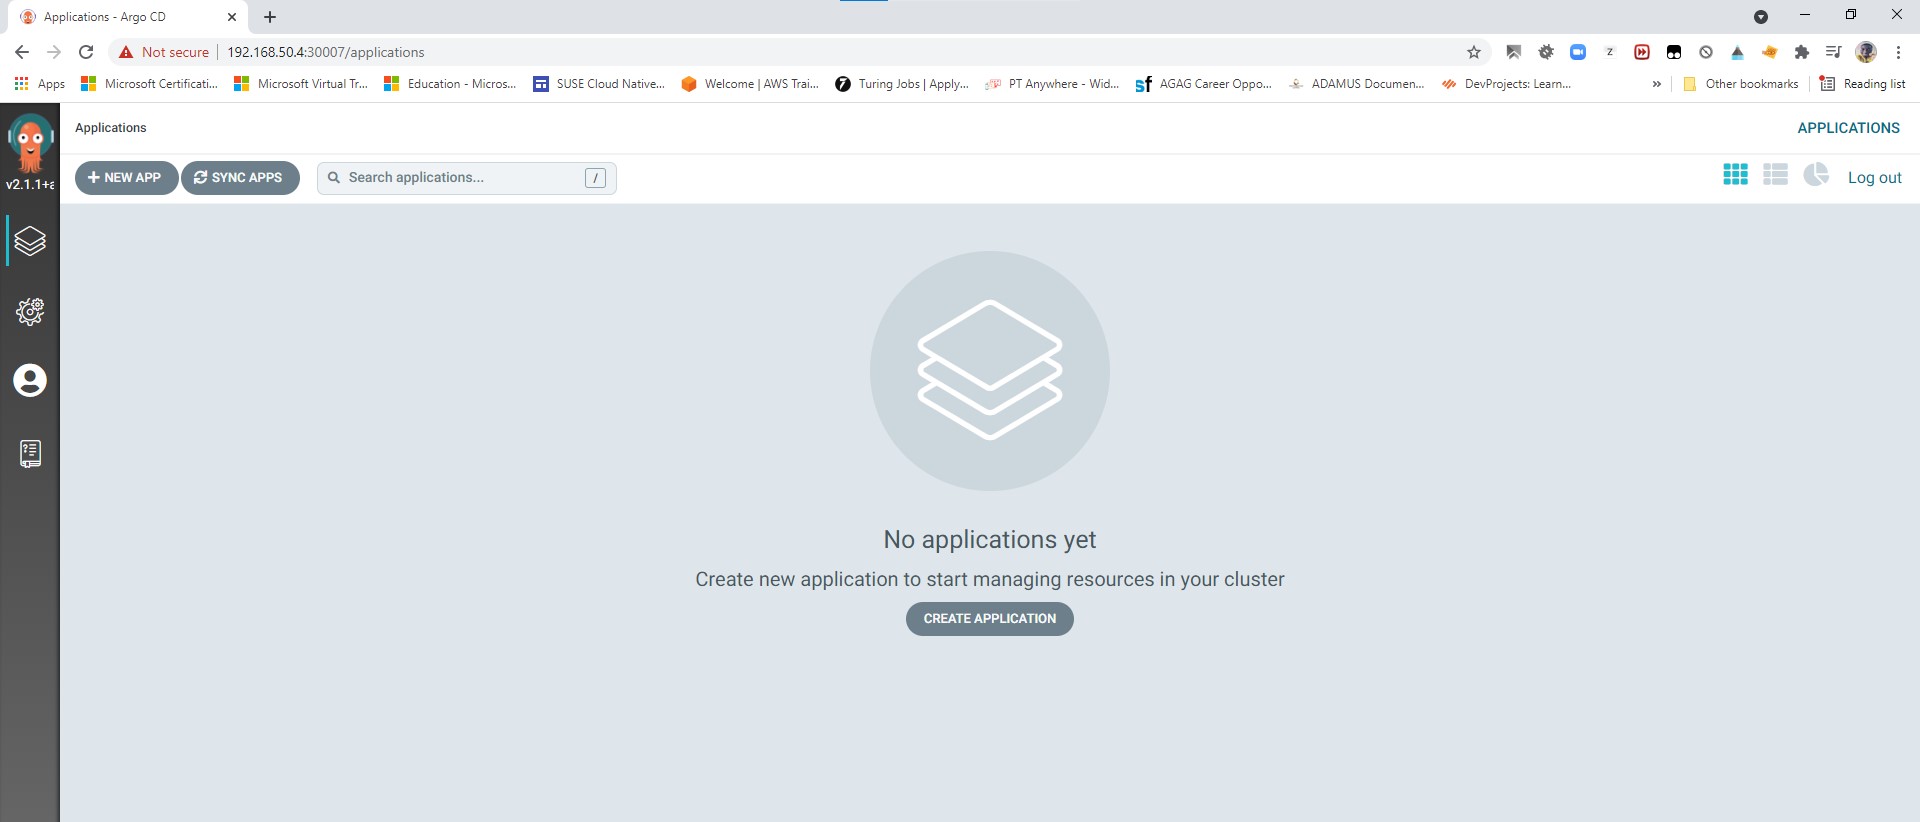 Applications - Argo CD
Not secure 192.168.50.4:30007/applications
Apps Microsoft Certificati... Microsoft Virtual Tr... Education - Micros... SUSE Cloud Native... Welcome | AWS Trai... Turing Jobs | Apply... PT Anywhere - Wid... AGAG Career Oppo... ADAMUS Documen... DevProjects: Learn... » Other bookmarks Reading list
Applications APPLICATIONS
v2.1.1+a
+ NEW APP SYNC APPS Search applications... / Log out
No applications yet
Create new application to start managing resources in your cluster
CREATE APPLICATION